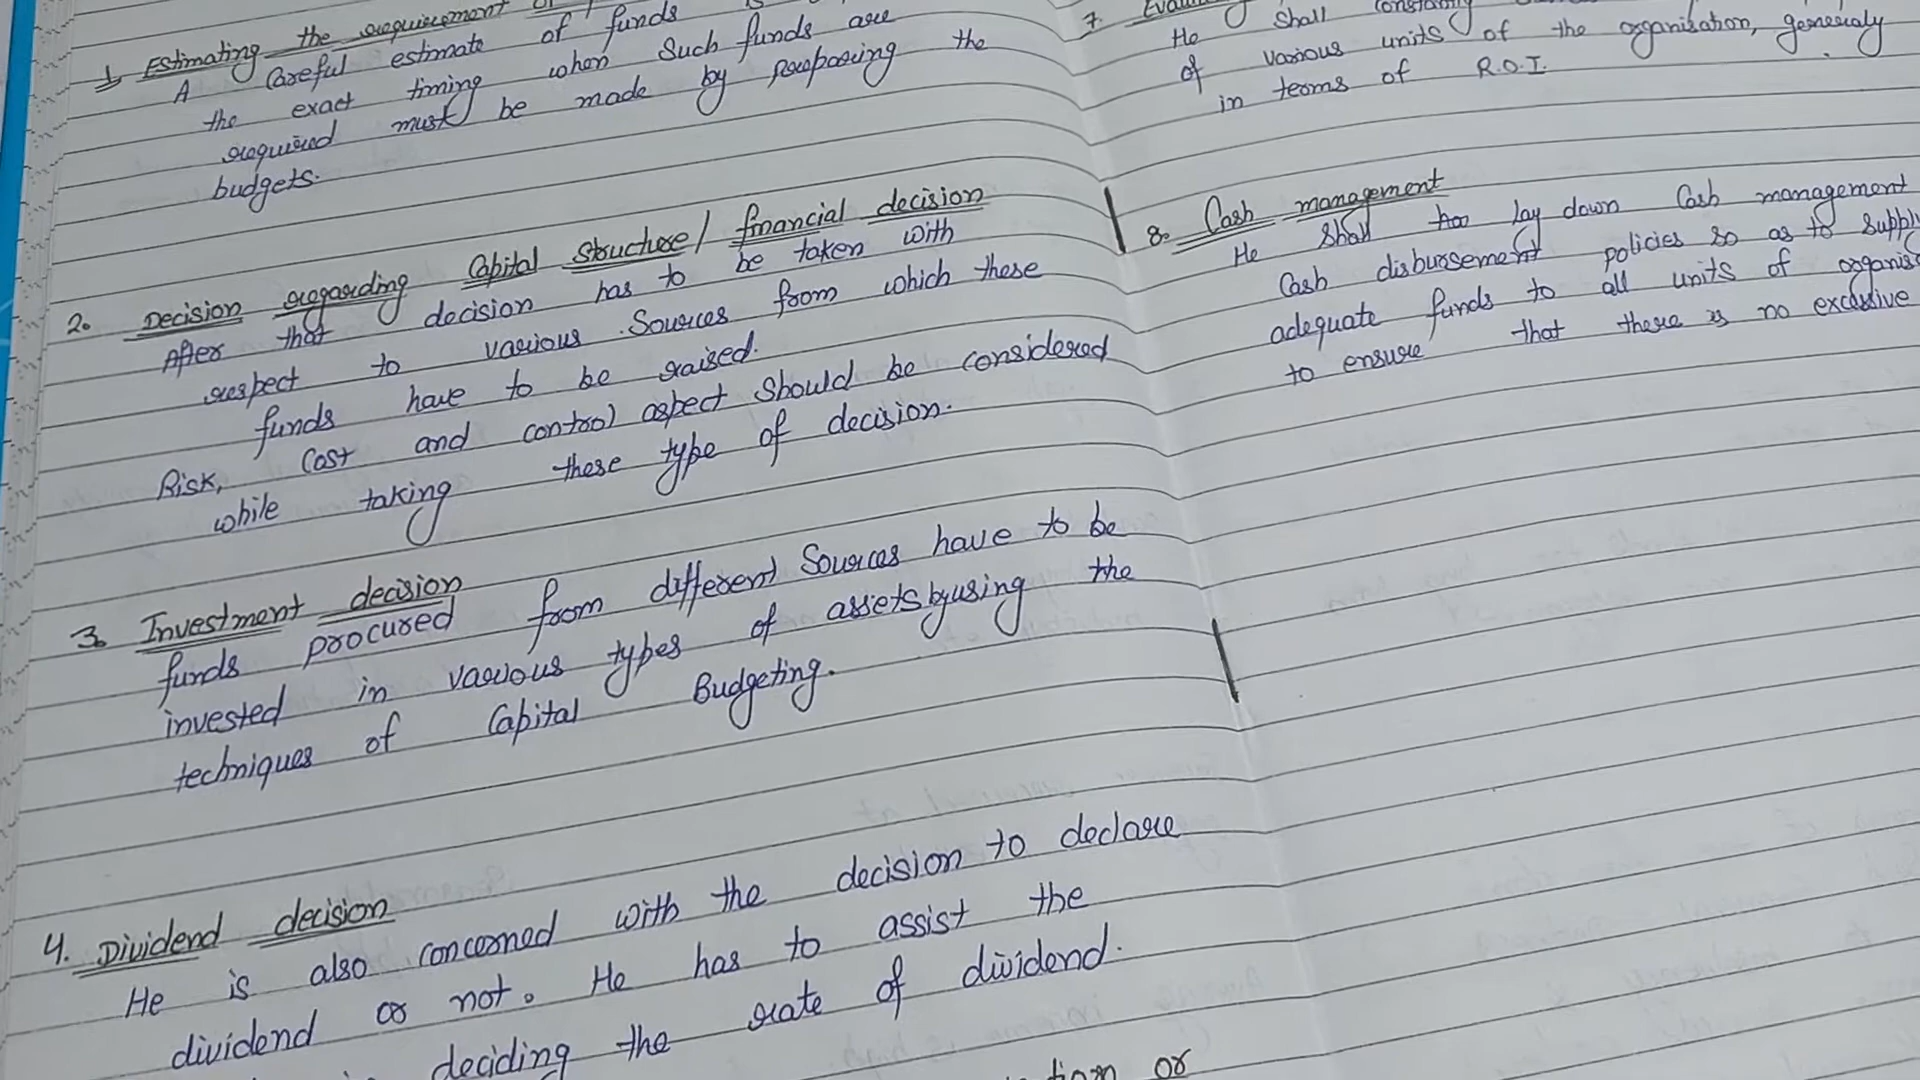 1. Estimating the requirement of
A Careful estimate of funds
the exact timing when Such funds are
required must be made by preparing the
budgets.
2. Decision regarding Capital Structure/ financial decision
After that decision has to be taken with
respect to various Sources from which these
funds have to be raised.
Risk, Cost and control aspect Should be considered
while taking these type of decision.
3. Investment decision
funds procured from different Sources have to be
invested in various types of assets by using the
techniques of Capital Budgeting.
4. Dividend decision
He is also concerned with the decision to declare
dividend or not. He has to assist the
deciding the rate of dividend.
or
7.
He Shall constantly
of various units of the organisation, generaly
in terms of R.O.I.
8. Cash management
He Shall lay down Cash management
Cash disbursement policies so as to Supply
adequate funds to all units of organis
to ensure that there is no excessive